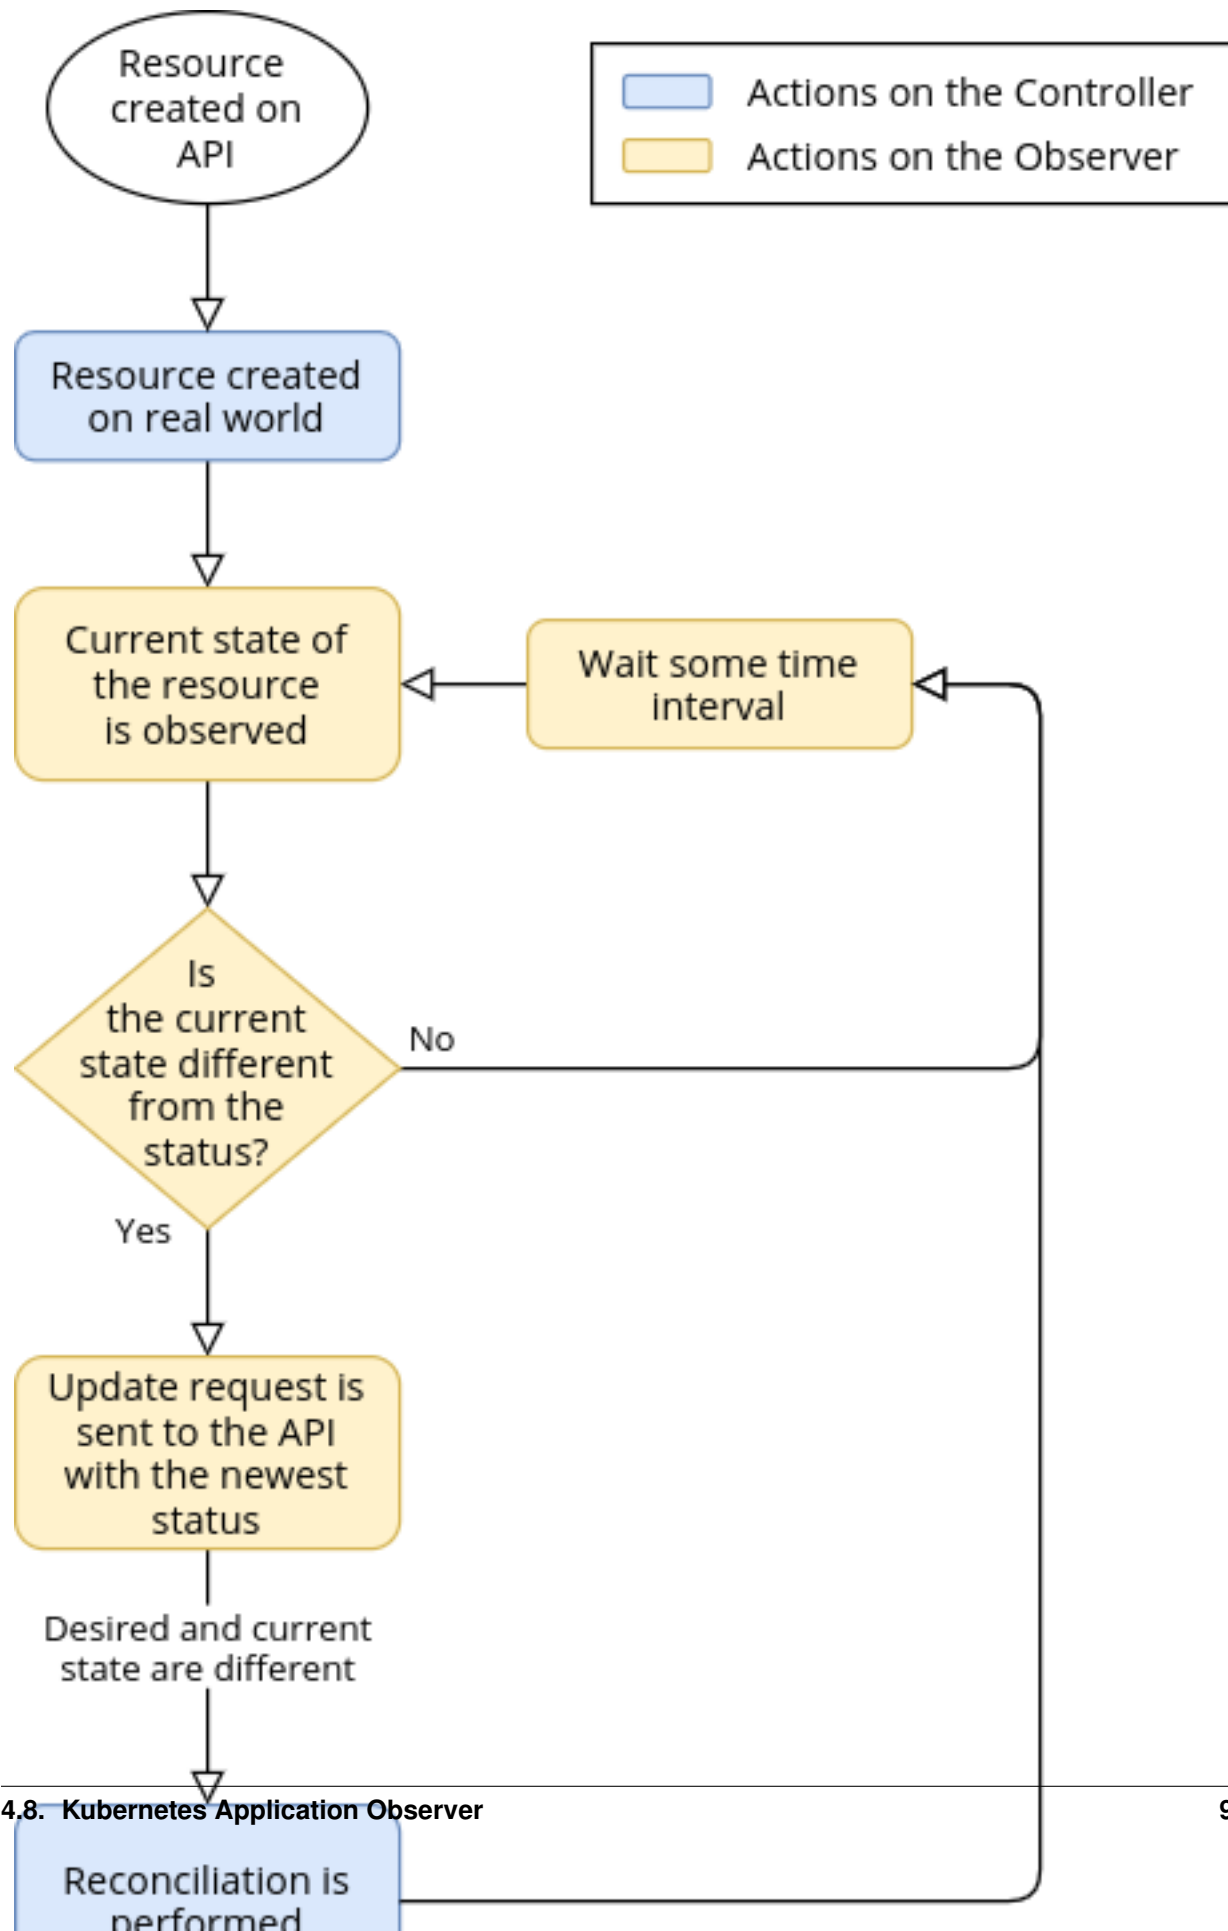 Resource
created on
API
Actions on the Controller
Actions on the Observer
Resource created
on real world
Current state of
the resource
is observed
Wait some time
interval
Is
the current
state different
from the
status?
No
Yes
Update request is
sent to the API
with the newest
status
Desired and current
state are different
4.8. Kubernetes Application Observer
9
Reconciliation is
performed